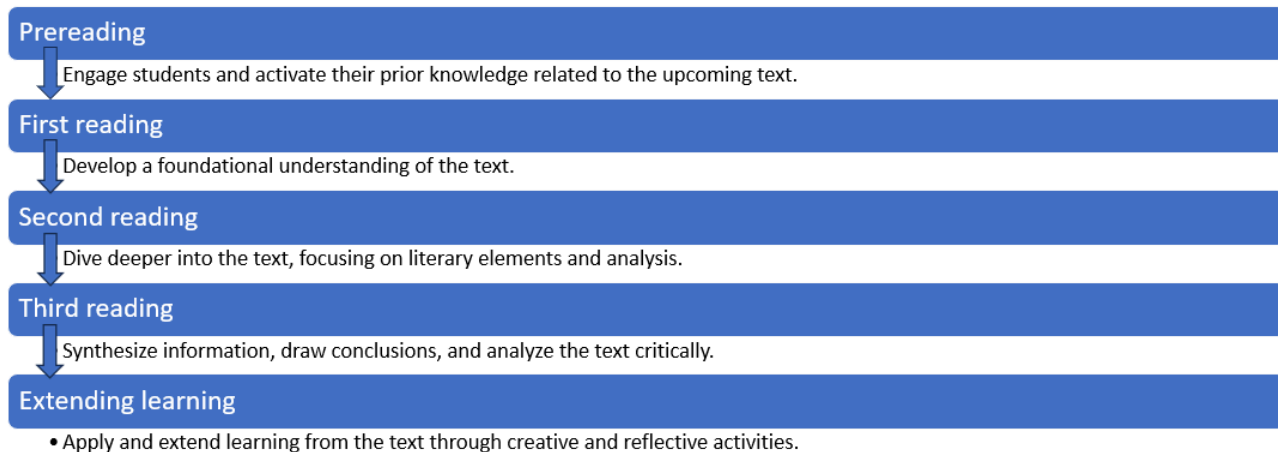 Prereading
Engage students and activate their prior knowledge related to the upcoming text.
First reading
Develop a foundational understanding of the text.
Second reading
Dive deeper into the text, focusing on literary elements and analysis.
Third reading
Synthesize information, draw conclusions, and analyze the text critically.
Extending learning
• Apply and extend learning from the text through creative and reflective activities.